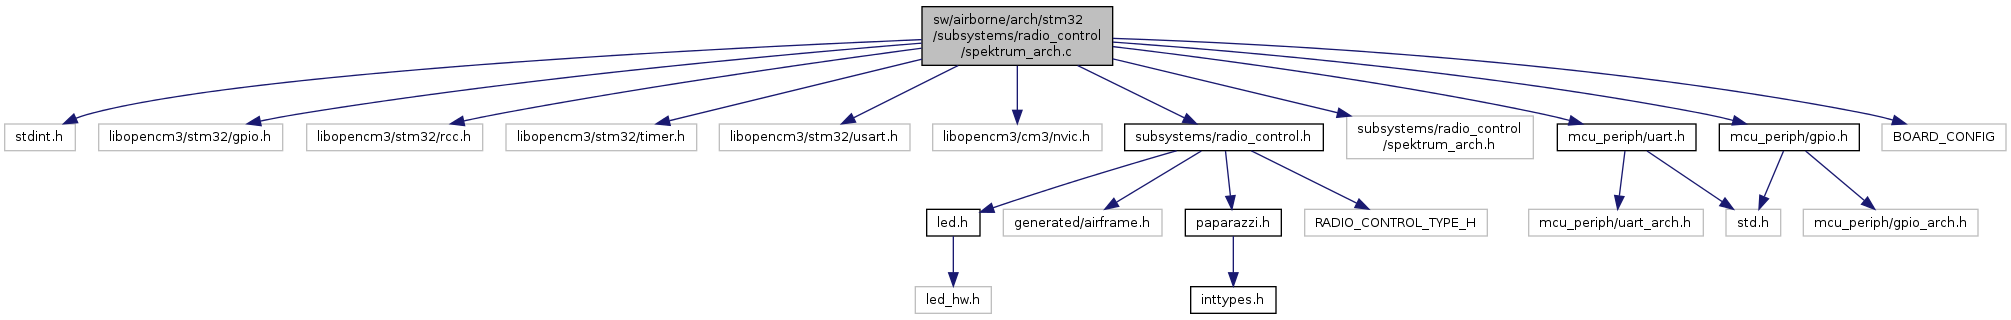 sw/airborne/arch/stm32
/subsystems/radio_control
/spektrum_arch.c
stdint.h
libopencm3/stm32/gpio.h
libopencm3/stm32/rcc.h
libopencm3/stm32/timer.h
libopencm3/stm32/usart.h
libopencm3/cm3/nvic.h
subsystems/radio_control.h
subsystems/radio_control
/spektrum_arch.h
mcu_periph/uart.h
mcu_periph/gpio.h
BOARD_CONFIG
led.h
generated/airframe.h
paparazzi.h
RADIO_CONTROL_TYPE_H
mcu_periph/uart_arch.h
std.h
mcu_periph/gpio_arch.h
led_hw.h
inttypes.h